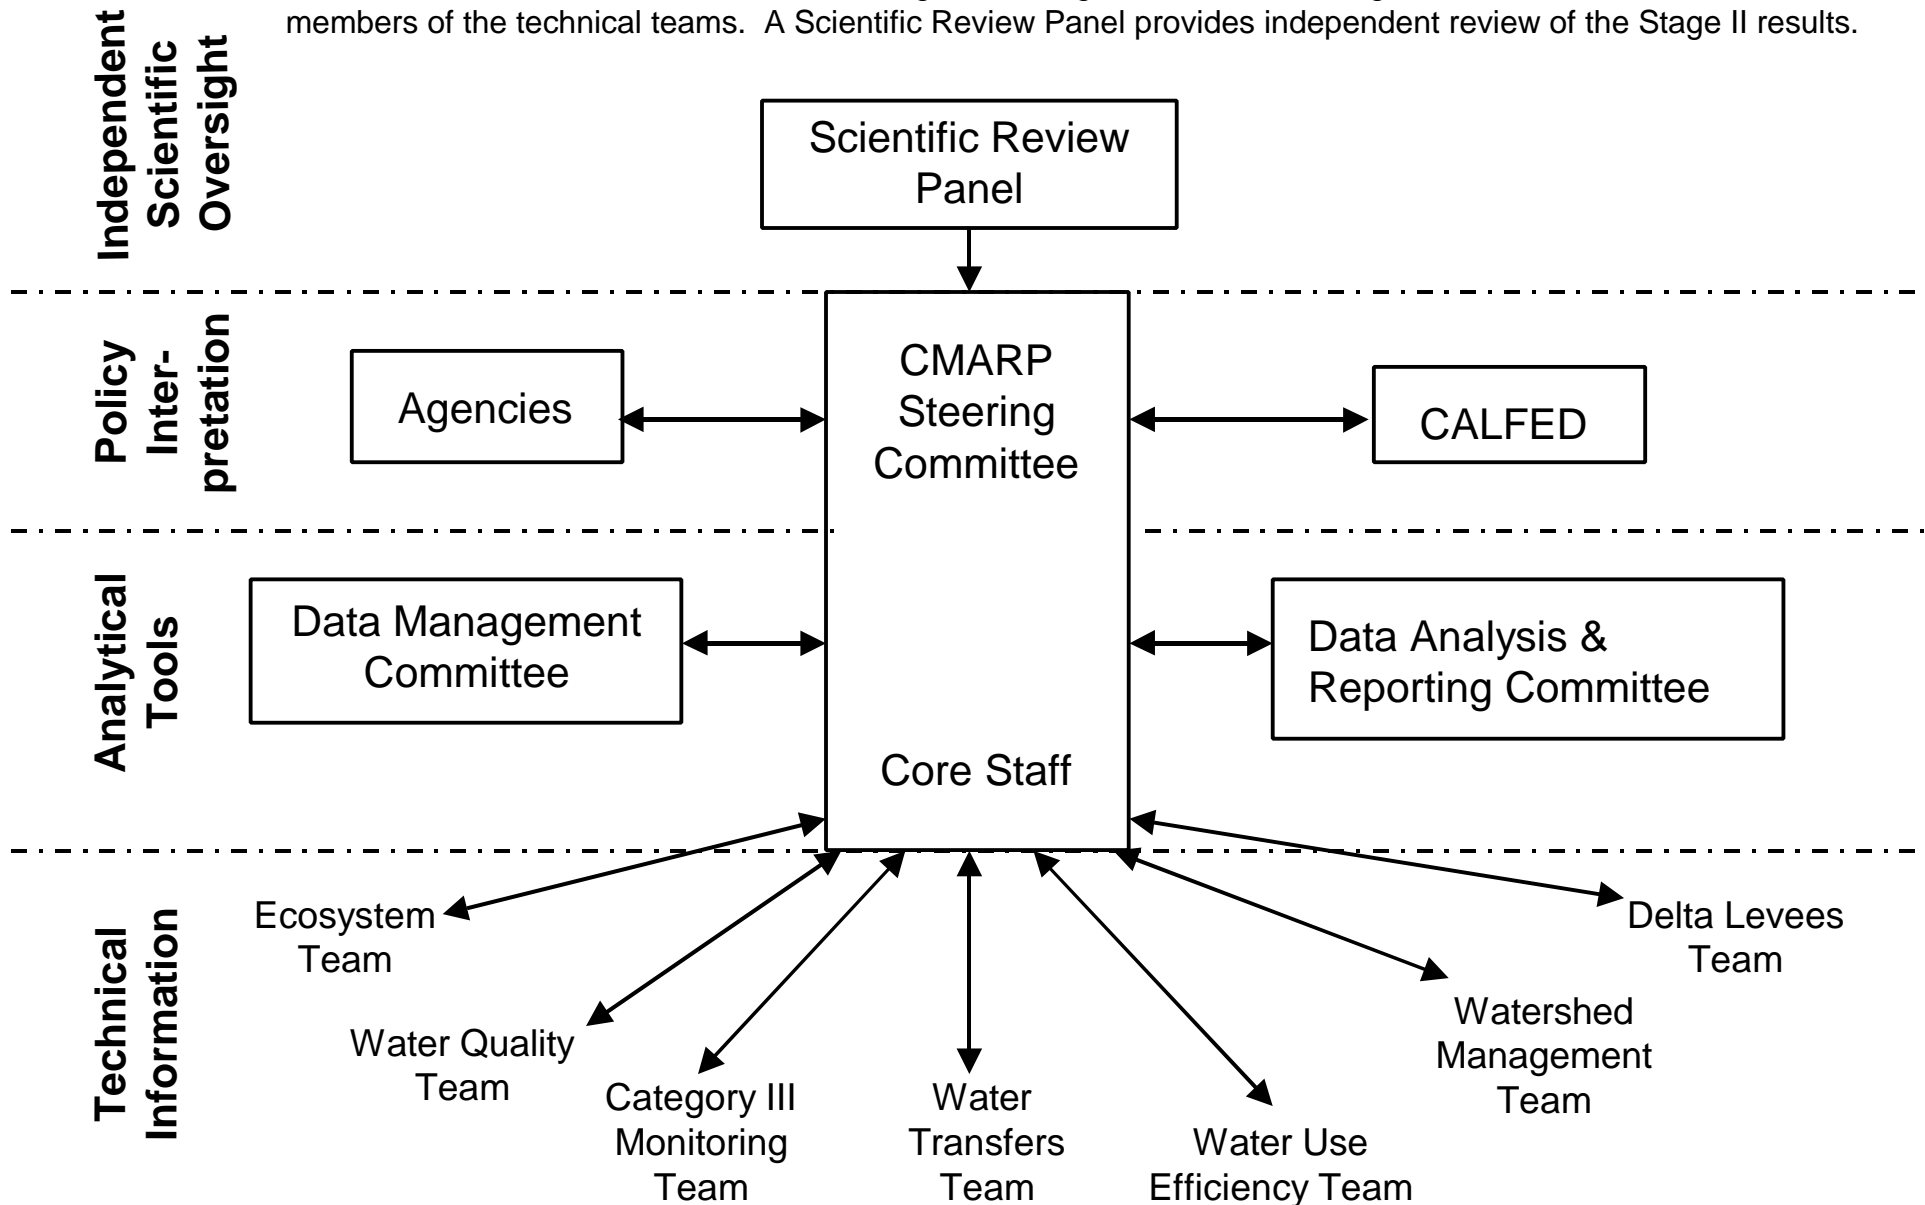 members of the technical teams.  A Scientific Review Panel provides independent review of the Stage II results.
Independent
Scientific
Oversight
Scientific Review
Panel
Policy
Inter-
pretation
Agencies
CMARP
Steering
Committee
CALFED
Analytical
Tools
Data Management
Committee
Data Analysis &
Reporting Committee
Core Staff
Technical
Information
Ecosystem
Team
Water Quality
Team
Category III
Monitoring
Team
Water
Transfers
Team
Water Use
Efficiency Team
Watershed
Management
Team
Delta Levees
Team